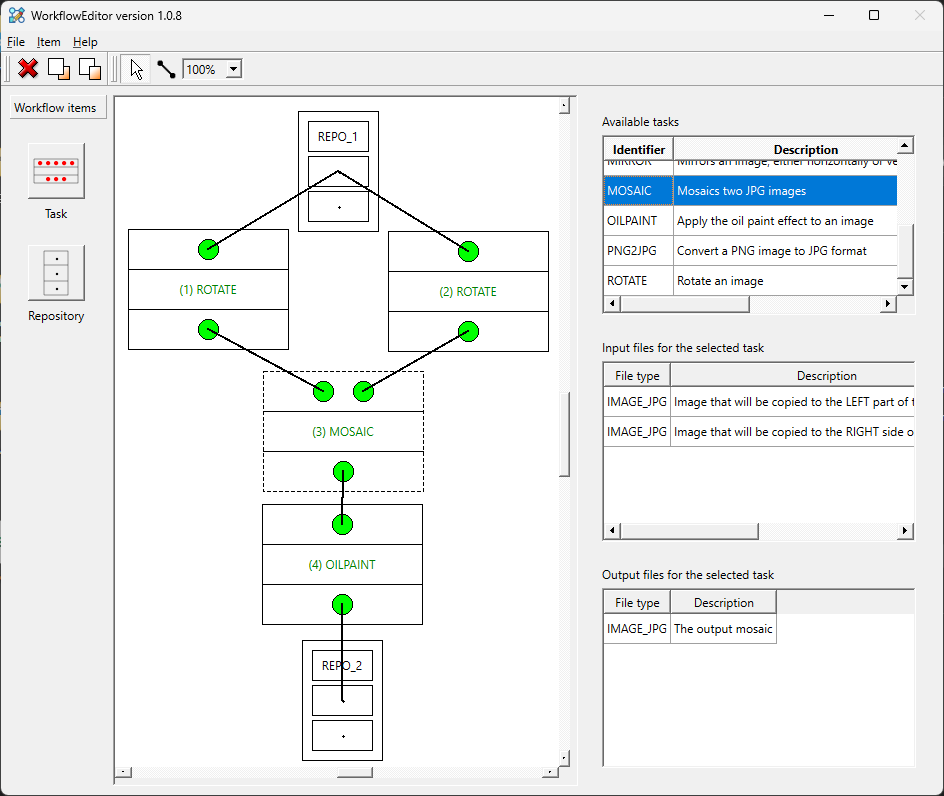 WorkflowEditor version 1.0.8
File Item Help
100%
Workflow items
Task
Repository
REPO_1
(1) ROTATE
(2) ROTATE
(3) MOSAIC
(4) OILPAINT
REPO_2
Available tasks
Identifier Description
MIRROR Mirrors an image, either horizontally or ve
MOSAIC Mosaics two JPG images
OILPAINT Apply the oil paint effect to an image
PNG2JPG Convert a PNG image to JPG format
ROTATE Rotate an image
Input files for the selected task
File type Description
IMAGE_JPG Image that will be copied to the LEFT part of t
IMAGE_JPG Image that will be copied to the RIGHT side o
Output files for the selected task
File type Description
IMAGE_JPG The output mosaic